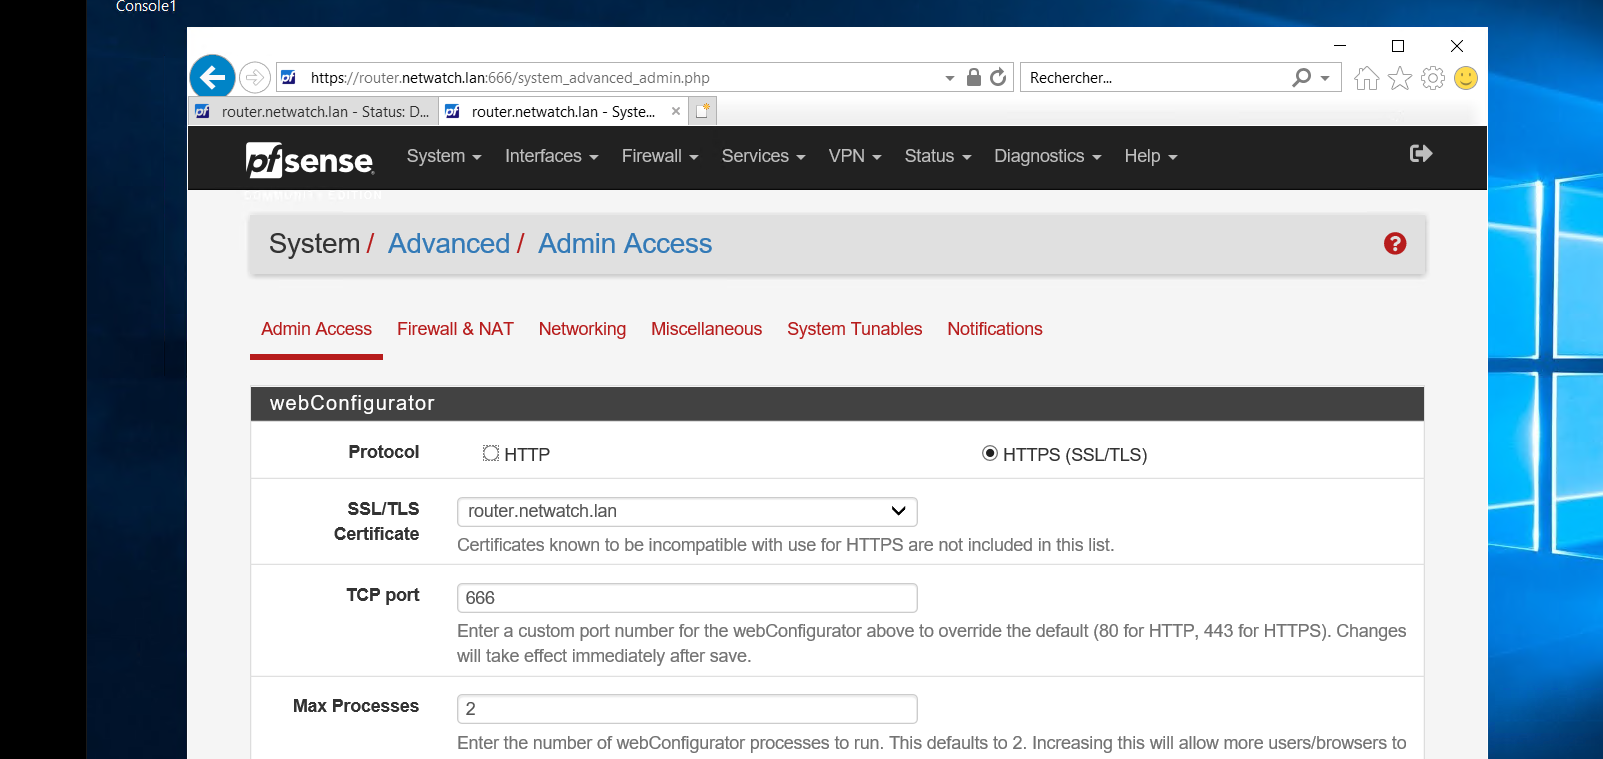 Console1
https://router.netwatch.lan:666/system_advanced_admin.php
Rechercher...
router.netwatch.lan - Status: D...
router.netwatch.lan - Syste...
pfsense
System Interfaces Firewall Services VPN Status Diagnostics Help
COMMUNITY EDITION
System / Advanced / Admin Access
Admin Access Firewall & NAT Networking Miscellaneous System Tunables Notifications
webConfigurator
Protocol HTTP HTTPS (SSL/TLS)
SSL/TLS Certificate router.netwatch.lan
Certificates known to be incompatible with use for HTTPS are not included in this list.
TCP port 666
Enter a custom port number for the webConfigurator above to override the default (80 for HTTP, 443 for HTTPS). Changes
will take effect immediately after save.
Max Processes 2
Enter the number of webConfigurator processes to run. This defaults to 2. Increasing this will allow more users/browsers to